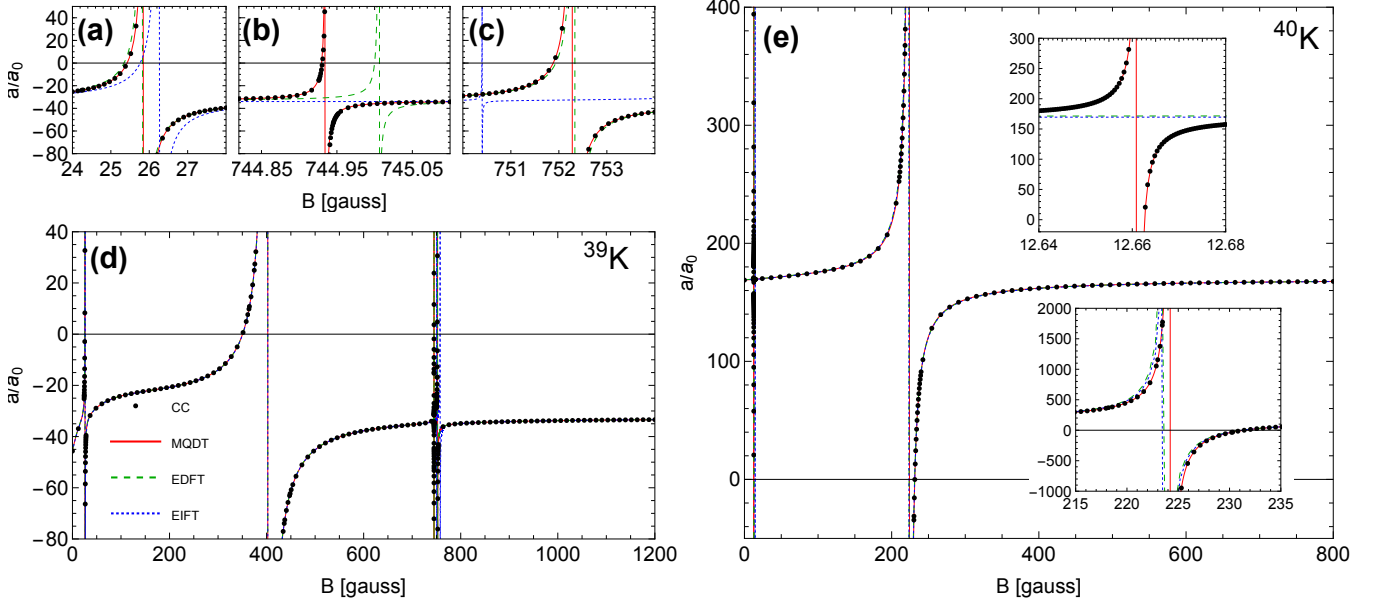 (a)
(b)
(c)
a/a0
40
20
0
−20
−40
−60
−80
24 25 26 27
744.85 744.95 745.05
751 752 753
B [gauss]
(d)
39K
a/a0
40
20
0
−20
−40
−60
−80
CC
MQDT
EDFT
EIFT
0 200 400 600 800 1000 1200
B [gauss]
(e)
40K
a/a0
400
300
200
100
0
0 200 400 600 800
B [gauss]
300
250
200
150
100
50
0
12.64 12.66 12.68
2000
1500
1000
500
0
−500
−1000
215 220 225 230 235